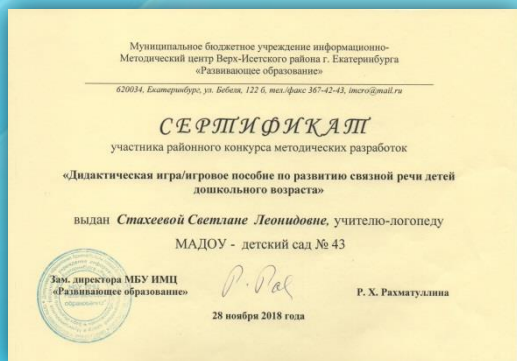 Муниципальное бюджетное учреждение информационно-
Методический центр Верх-Исетского района г. Екатеринбурга
«Развивающее образование»
620034, Екатеринбург, ул. Бебеля, 122 б, тел./факс 367-42-43, imcro@mail.ru
СЕРТИФИКАТ
участника районного конкурса методических разработок
«Дидактическая игра/игровое пособие по развитию связной речи детей
дошкольного возраста»
выдан Стахеевой Светлане Леонидовне, учителю-логопеду
МАДОУ - детский сад № 43
Зам. директора МБУ ИМЦ
«Развивающее образование»
Р. Х. Рахматуллина
28 ноября 2018 года